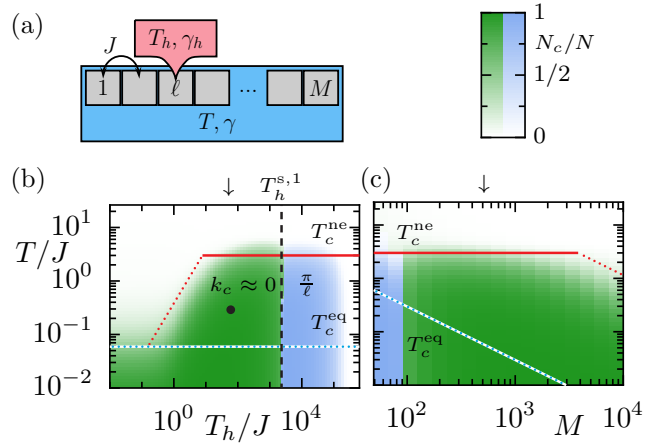 (a)
J
T_h, γ_h
1 ℓ ... M
T, γ
1
N_c/N
1/2
0
(b) ↓ T_h^{s,1}
T/J
10^1
10^0
10^{-1}
10^{-2}
T_c^{ne}
k_c ≈ 0 π/ℓ
T_c^{eq}
10^0 T_h/J 10^4
(c) ↓
T_c^{ne}
T_c^{eq}
10^2 10^3 M 10^4